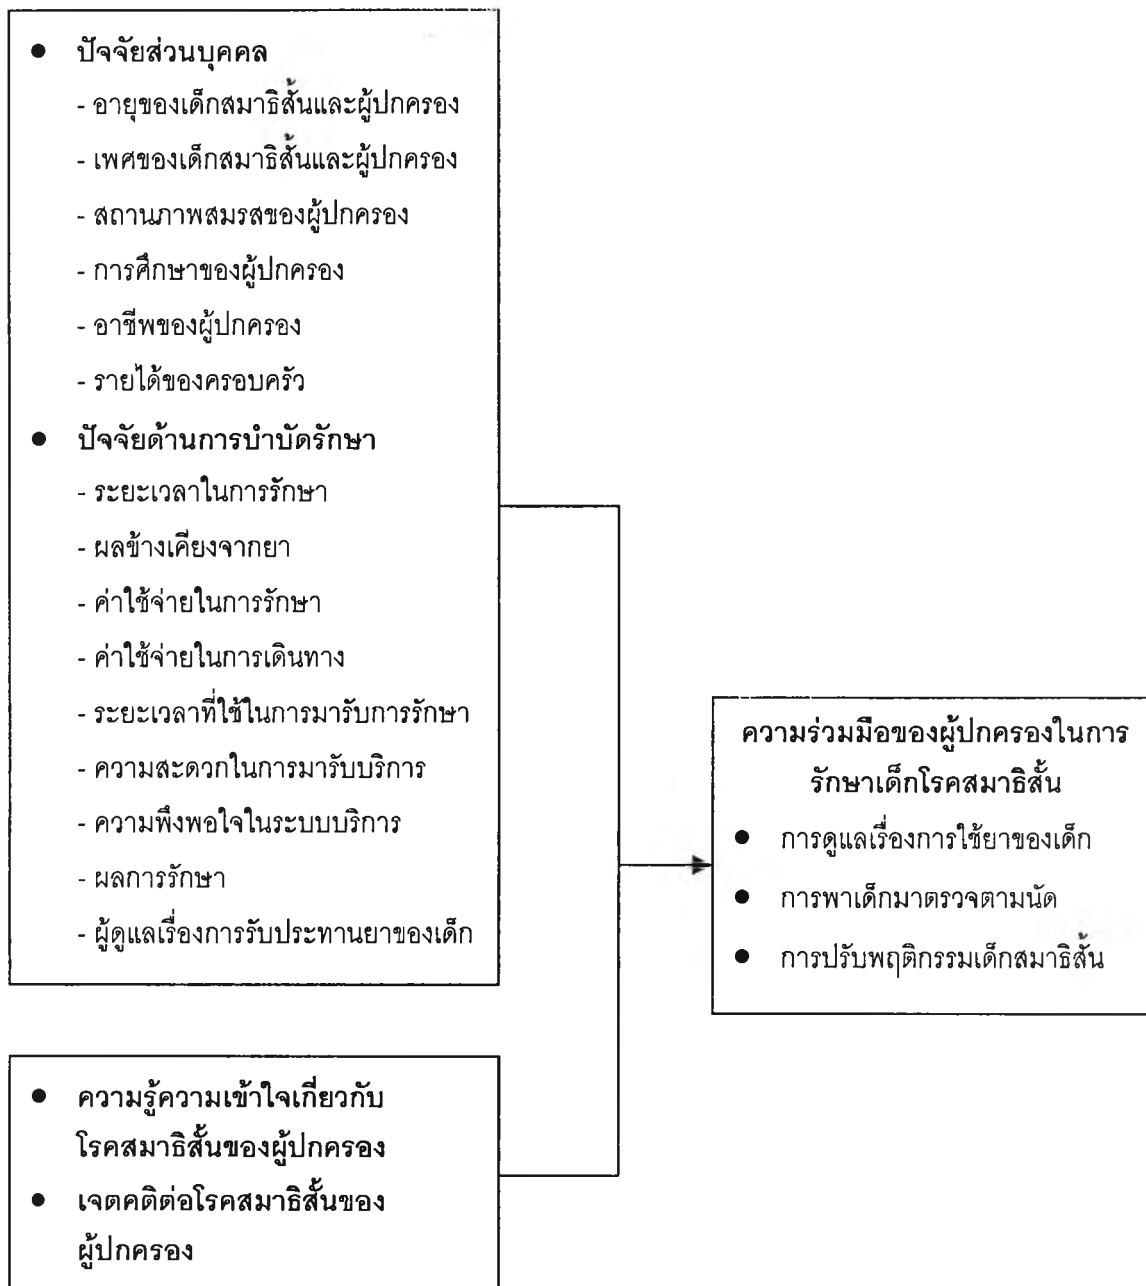 ● ปัจจัยส่วนบุคคล
- อายุของเด็กสมาธิสั้นและผู้ปกครอง
- เพศของเด็กสมาธิสั้นและผู้ปกครอง
- สถานภาพสมรสของผู้ปกครอง
- การศึกษาของผู้ปกครอง
- อาชีพของผู้ปกครอง
- รายได้ของครอบครัว
● ปัจจัยด้านการบำบัดรักษา
- ระยะเวลาในการรักษา
- ผลข้างเคียงจากยา
- ค่าใช้จ่ายในการรักษา
- ค่าใช้จ่ายในการเดินทาง
- ระยะเวลาที่ใช้ในการมารับการรักษา
- ความสะดวกในการมารับบริการ
- ความพึงพอใจในระบบบริการ
- ผลการรักษา
- ผู้ดูแลเรื่องการรับประทานยาของเด็ก
● ความรู้ความเข้าใจเกี่ยวกับ
โรคสมาธิสั้นของผู้ปกครอง
● เจตคติต่อโรคสมาธิสั้นของ
ผู้ปกครอง
ความร่วมมือของผู้ปกครองในการ
รักษาเด็กโรคสมาธิสั้น
● การดูแลเรื่องการใช้ยาของเด็ก
● การพาเด็กมาตรวจตามนัด
● การปรับพฤติกรรมเด็กสมาธิสั้น